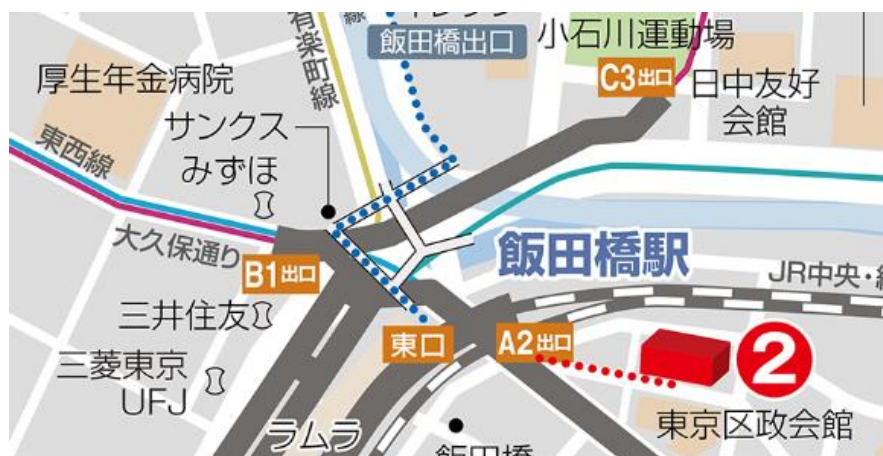 有楽町線
飯田橋出口
小石川運動場
厚生年金病院
C3出口
日中友好
会館
サンクス
みずほ
東西線
大久保通り
飯田橋駅
B1出口
JR中央・総
三井住友
東口
A2出口
2
三菱東京
UFJ
東京区政会館
ラムラ
飯田橋